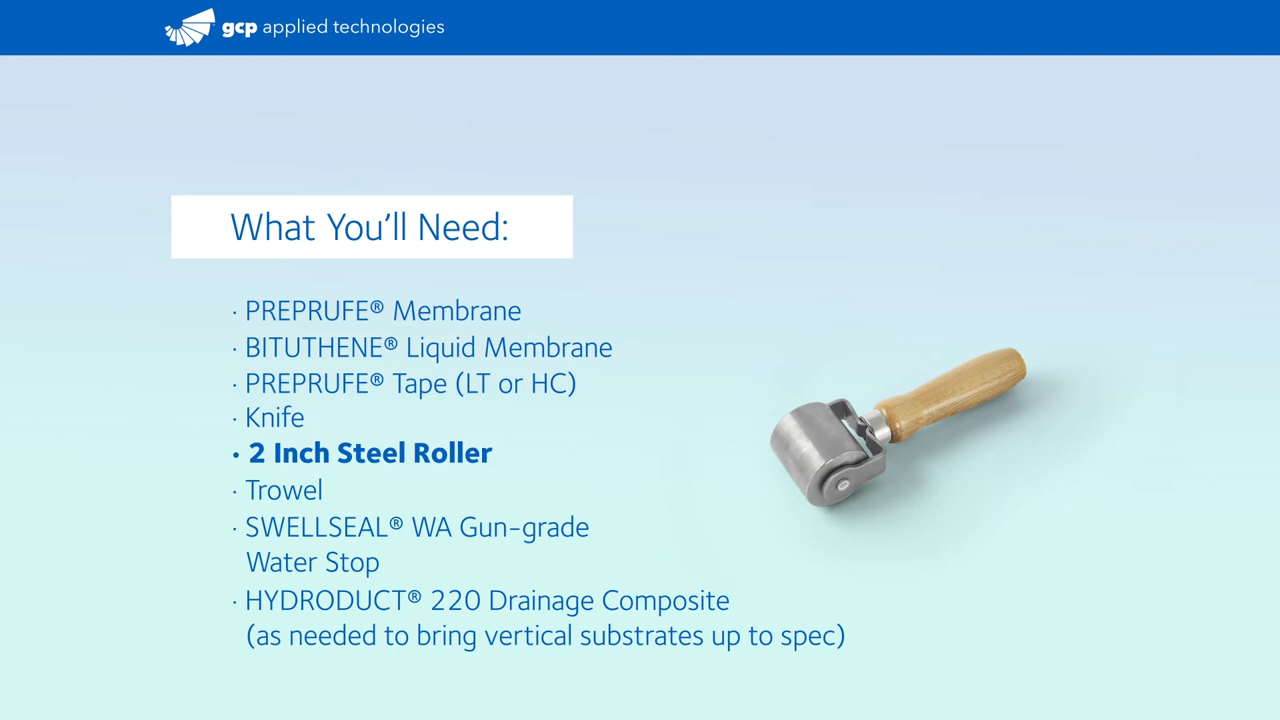 gcp applied technologies
What You'll Need:
· PREPRUFE® Membrane
· BITUTHENE® Liquid Membrane
· PREPRUFE® Tape (LT or HC)
· Knife
• 2 Inch Steel Roller
· Trowel
· SWELLSEAL® WA Gun-grade
Water Stop
· HYDRODUCT® 220 Drainage Composite
(as needed to bring vertical substrates up to spec)